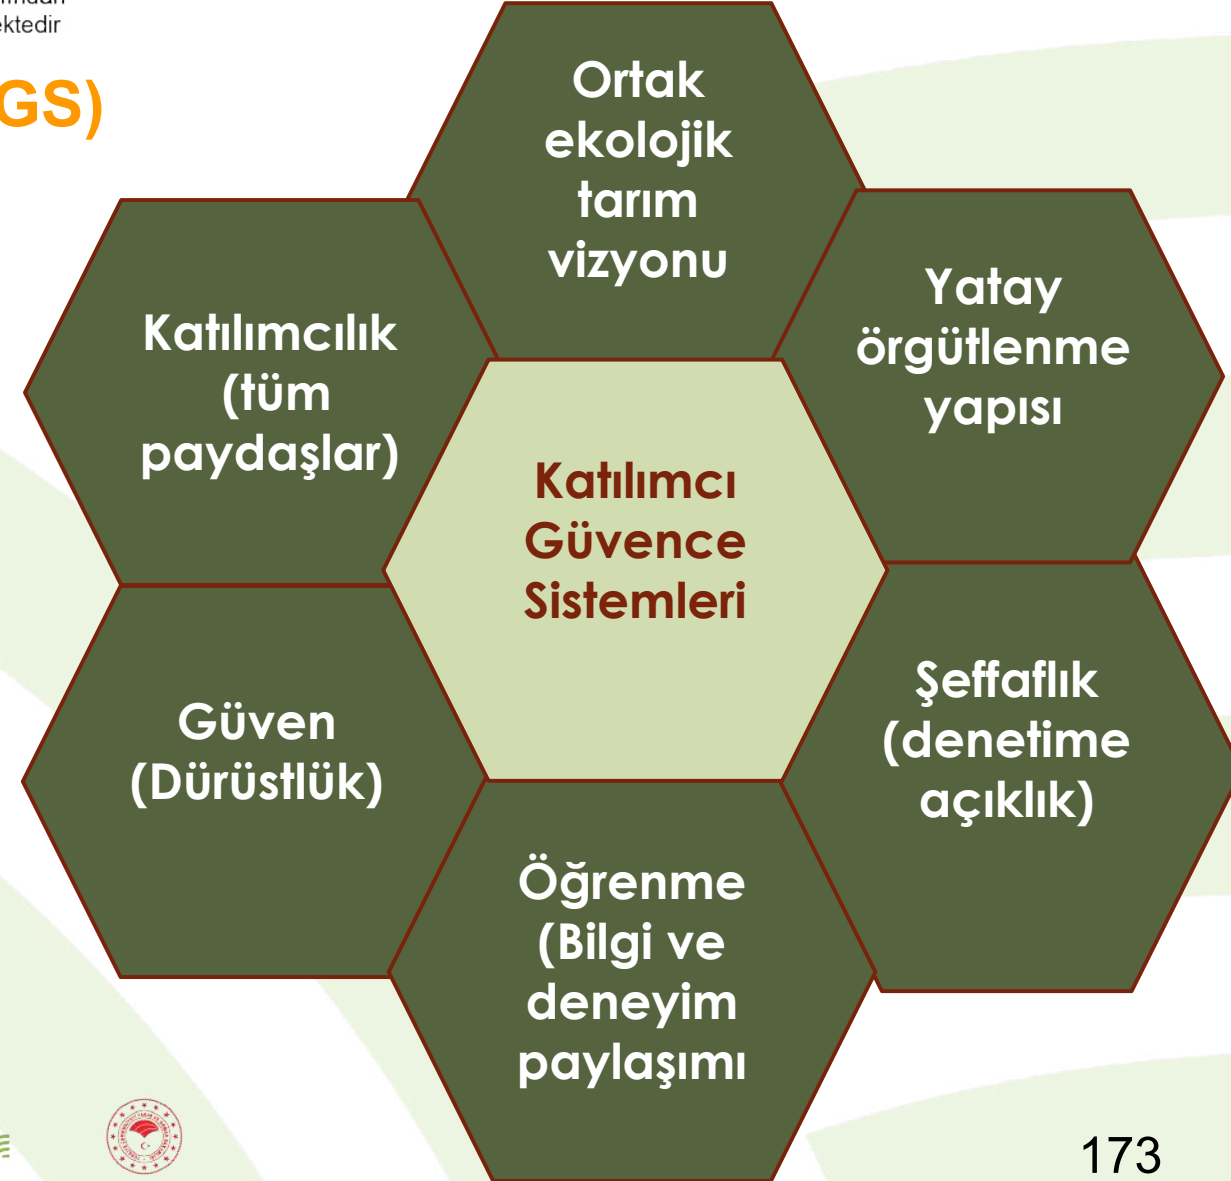 ektedir
GS)
Ortak
ekolojik
tarım
vizyonu
Yatay
örgütlenme
yapısı
Katılımcılık
(tüm
paydaşlar)
Katılımcı
Güvence
Sistemleri
Şeffaflık
(denetime
açıklık)
Güven
(Dürüstlük)
Öğrenme
(Bilgi ve
deneyim
paylaşımı
173